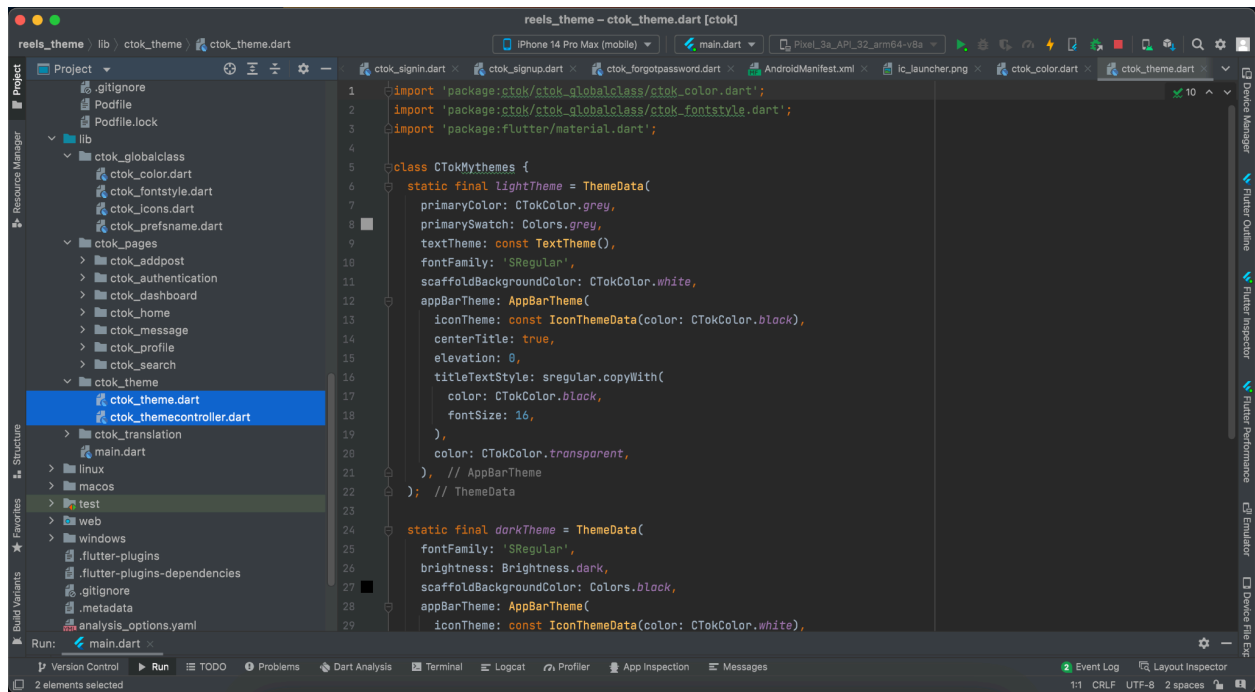 reels_theme – ctok_theme.dart [ctok]
reels_theme lib ctok_theme ctok_theme.dart
iPhone 14 Pro Max (mobile) main.dart Pixel_3a_API_32_arm64-v8a
Project
ctok_signin.dart ctok_signup.dart ctok_forgotpassword.dart AndroidManifest.xml ic_launcher.png ctok_color.dart ctok_theme.dart
Project
Resource Manager
Structure
Favorites
Build Variants
.gitignore
Podfile
Podfile.lock
lib
ctok_globalclass
ctok_color.dart
ctok_fontstyle.dart
ctok_icons.dart
ctok_prefsname.dart
ctok_pages
ctok_addpost
ctok_authentication
ctok_dashboard
ctok_home
ctok_message
ctok_profile
ctok_search
ctok_theme
ctok_theme.dart
ctok_themecontroller.dart
ctok_translation
main.dart
linux
macos
test
web
windows
.flutter-plugins
.flutter-plugins-dependencies
.gitignore
.metadata
analysis_options.yaml
1 import 'package:ctok/ctok_globalclass/ctok_color.dart';
2 import 'package:ctok/ctok_globalclass/ctok_fontstyle.dart';
3 import 'package:flutter/material.dart';
4
5 class CTokMythemes {
6 static final lightTheme = ThemeData(
7 primaryColor: CTokColor.grey,
8 primarySwatch: Colors.grey,
9 textTheme: const TextTheme(),
10 fontFamily: 'SRegular',
11 scaffoldBackgroundColor: CTokColor.white,
12 appBarTheme: AppBarTheme(
13 iconTheme: const IconThemeData(color: CTokColor.black),
14 centerTitle: true,
15 elevation: 0,
16 titleTextStyle: sregular.copyWith(
17 color: CTokColor.black,
18 fontSize: 16,
19 ),
20 color: CTokColor.transparent,
21 ), // AppBarTheme
22 ); // ThemeData
23
24 static final darkTheme = ThemeData(
25 fontFamily: 'SRegular',
26 brightness: Brightness.dark,
27 scaffoldBackgroundColor: Colors.black,
28 appBarTheme: AppBarTheme(
29 iconTheme: const IconThemeData(color: CTokColor.white),
10
Device Manager
Flutter Outline
Flutter Inspector
Flutter Performance
Emulator
Device File Exp
Run: main.dart
Version Control Run TODO Problems Dart Analysis Terminal Logcat Profiler App Inspection Messages 2 Event Log Layout Inspector
2 elements selected 1:1 CRLF UTF-8 2 spaces